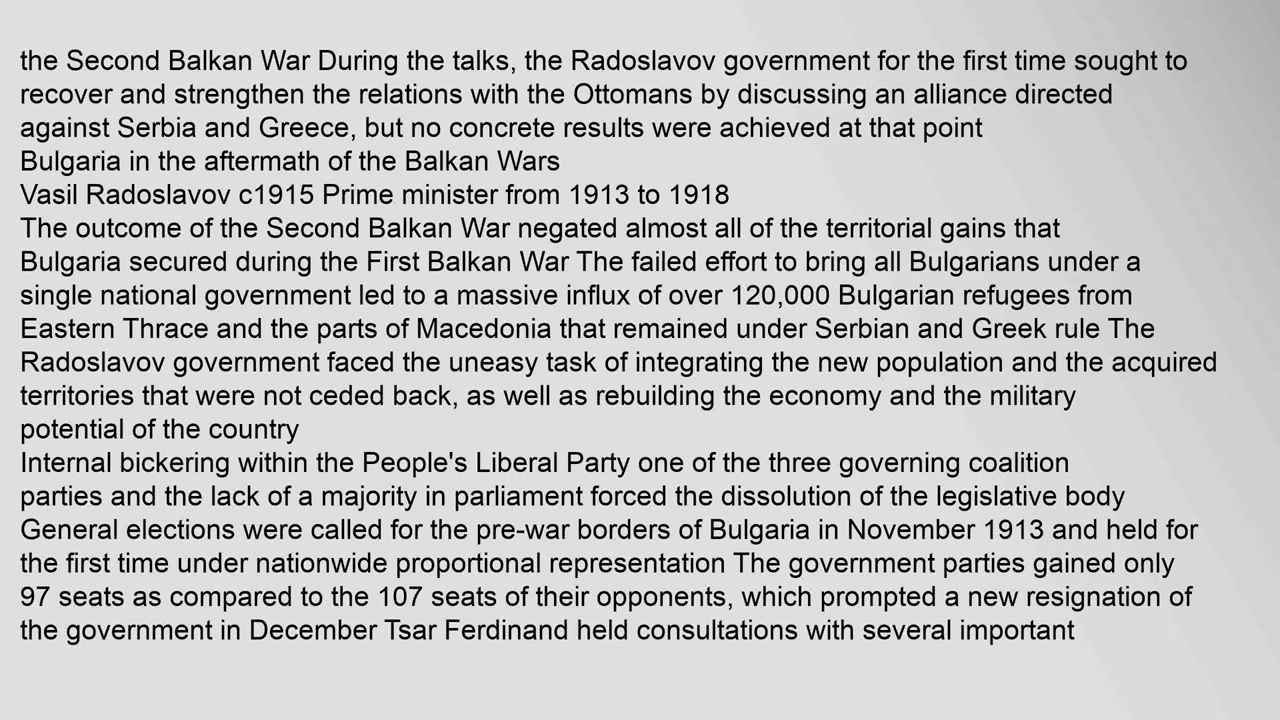 the Second Balkan War During the talks, the Radoslavov government for the first time sought to
recover and strengthen the relations with the Ottomans by discussing an alliance directed
against Serbia and Greece, but no concrete results were achieved at that point
Bulgaria in the aftermath of the Balkan Wars
Vasil Radoslavov c1915 Prime minister from 1913 to 1918
The outcome of the Second Balkan War negated almost all of the territorial gains that
Bulgaria secured during the First Balkan War The failed effort to bring all Bulgarians under a
single national government led to a massive influx of over 120,000 Bulgarian refugees from
Eastern Thrace and the parts of Macedonia that remained under Serbian and Greek rule The
Radoslavov government faced the uneasy task of integrating the new population and the acquired
territories that were not ceded back, as well as rebuilding the economy and the military
potential of the country
Internal bickering within the People's Liberal Party one of the three governing coalition
parties and the lack of a majority in parliament forced the dissolution of the legislative body
General elections were called for the pre-war borders of Bulgaria in November 1913 and held for
the first time under nationwide proportional representation The government parties gained only
97 seats as compared to the 107 seats of their opponents, which prompted a new resignation of
the government in December Tsar Ferdinand held consultations with several important